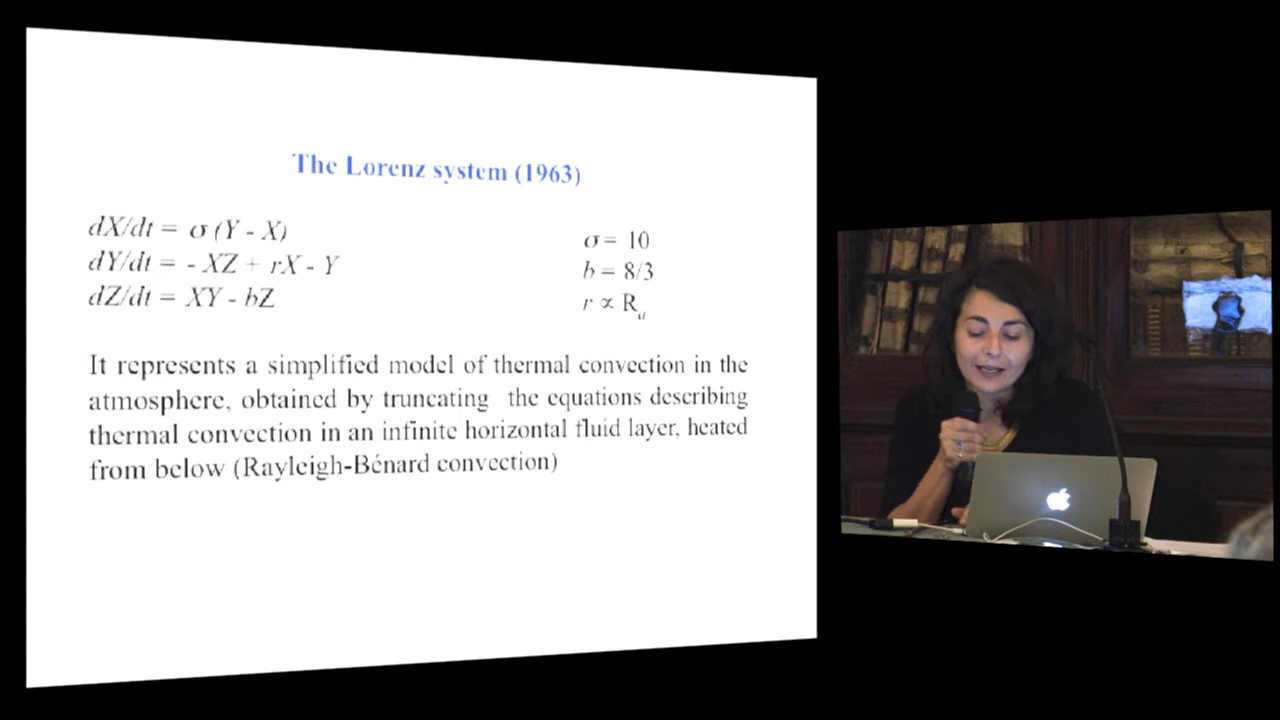 The Lorenz system (1963)
dX/dt = σ (Y - X)
dY/dt = - XZ + rX - Y
dZ/dt = XY - bZ
σ = 10
b = 8/3
r ∝ R
It represents a simplified model of thermal convection in the
atmosphere, obtained by truncating the equations describing
thermal convection in an infinite horizontal fluid layer, heated
from below (Rayleigh-Bénard convection)